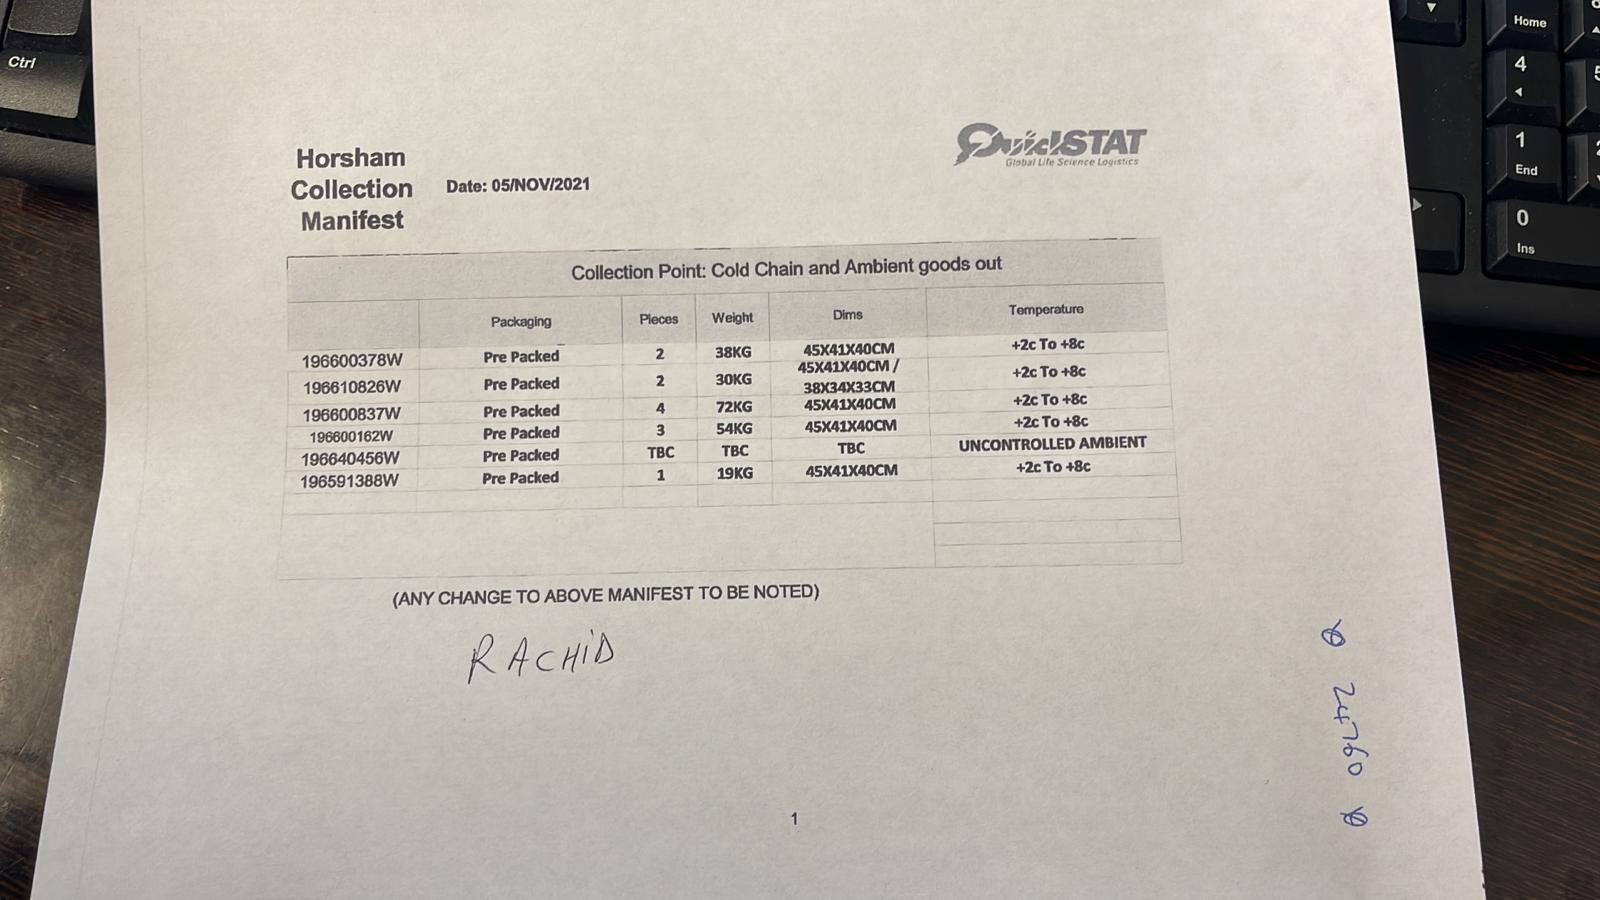 Horsham
Collection
Manifest
Date: 05/NOV/2021
QuickSTAT
Global Life Science Logistics
Collection Point: Cold Chain and Ambient goods out
Packaging Pieces Weight Dims Temperature
196600378W Pre Packed 2 38KG 45X41X40CM +2c To +8c
196610826W Pre Packed 2 30KG 45X41X40CM / 38X34X33CM +2c To +8c
196600837W Pre Packed 4 72KG 45X41X40CM +2c To +8c
196600162W Pre Packed 3 54KG 45X41X40CM +2c To +8c
196640456W Pre Packed TBC TBC TBC UNCONTROLLED AMBIENT
196591388W Pre Packed 1 19KG 45X41X40CM +2c To +8c
(ANY CHANGE TO ABOVE MANIFEST TO BE NOTED)
RACHiD
1
Ctrl
Home
4
1
End
0
Ins